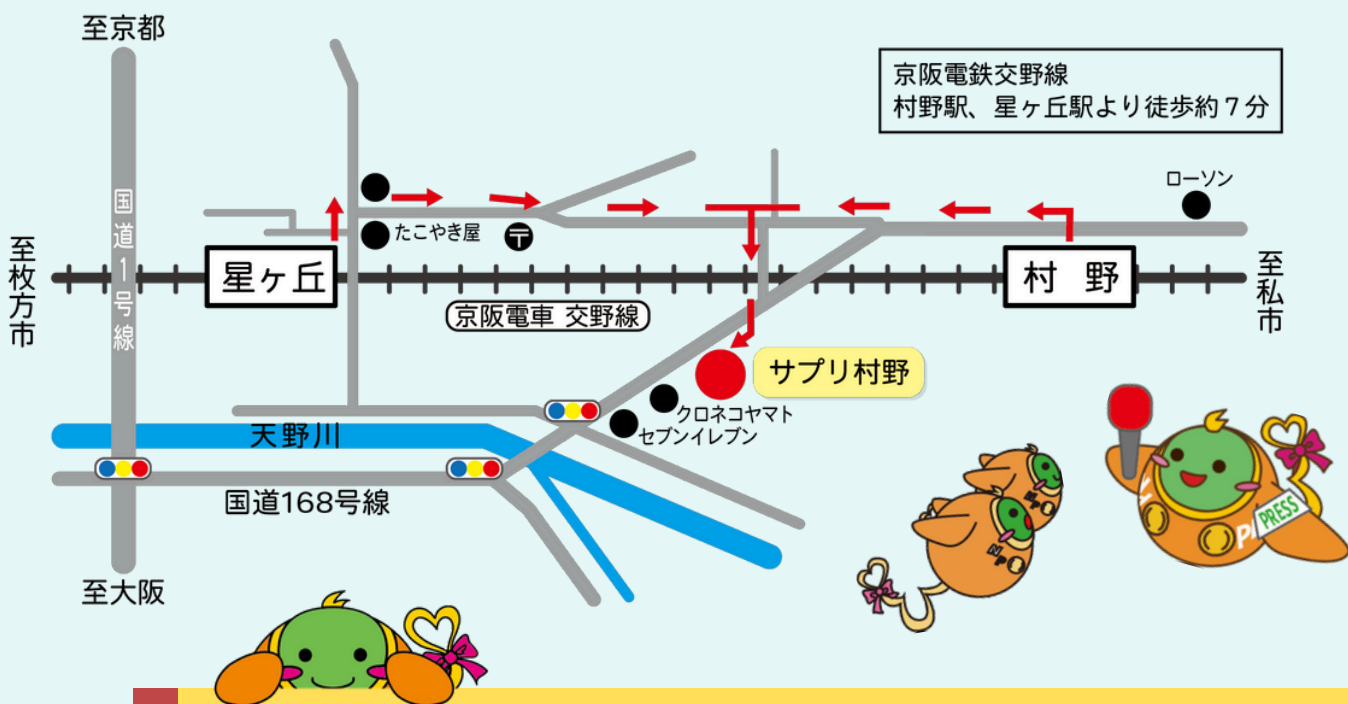 至京都
京阪電鉄交野線
村野駅、星ヶ丘駅より徒歩約7分
国道1号線
ローソン
たこやき屋
〒
至枚方市
星ヶ丘
村野
至私市
京阪電車 交野線
サプリ村野
クロネコヤマト
セブンイレブン
天野川
国道168号線
至大阪
NPO
NPO
PRESS